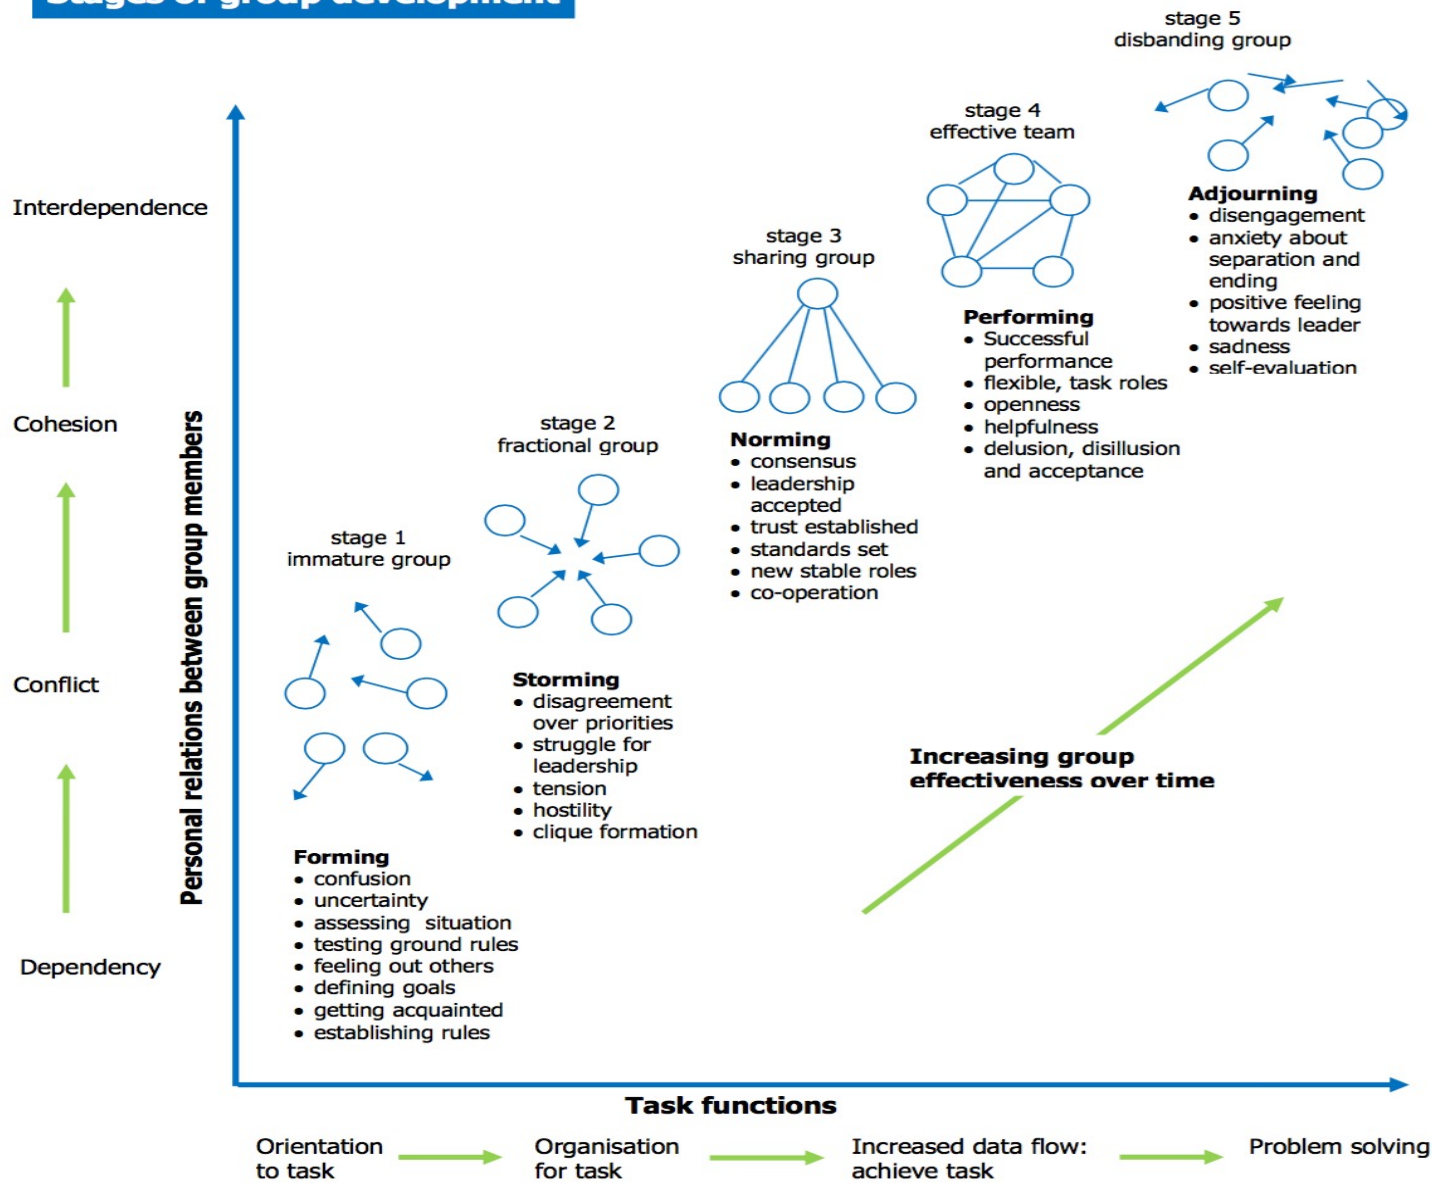 Stages of group development
stage 5
disbanding group
Adjourning
• disengagement
• anxiety about
separation and
ending
• positive feeling
towards leader
• sadness
• self-evaluation
stage 4
effective team
Performing
• Successful
performance
• flexible, task roles
• openness
• helpfulness
• delusion, disillusion
and acceptance
stage 3
sharing group
Norming
• consensus
• leadership
accepted
• trust established
• standards set
• new stable roles
• co-operation
stage 2
fractional group
Storming
• disagreement
over priorities
• struggle for
leadership
• tension
• hostility
• clique formation
stage 1
immature group
Forming
• confusion
• uncertainty
• assessing situation
• testing ground rules
• feeling out others
• defining goals
• getting acquainted
• establishing rules
Interdependence
Cohesion
Conflict
Dependency
Personal relations between group members
Increasing group
effectiveness over time
Task functions
Orientation
to task
Organisation
for task
Increased data flow:
achieve task
Problem solving